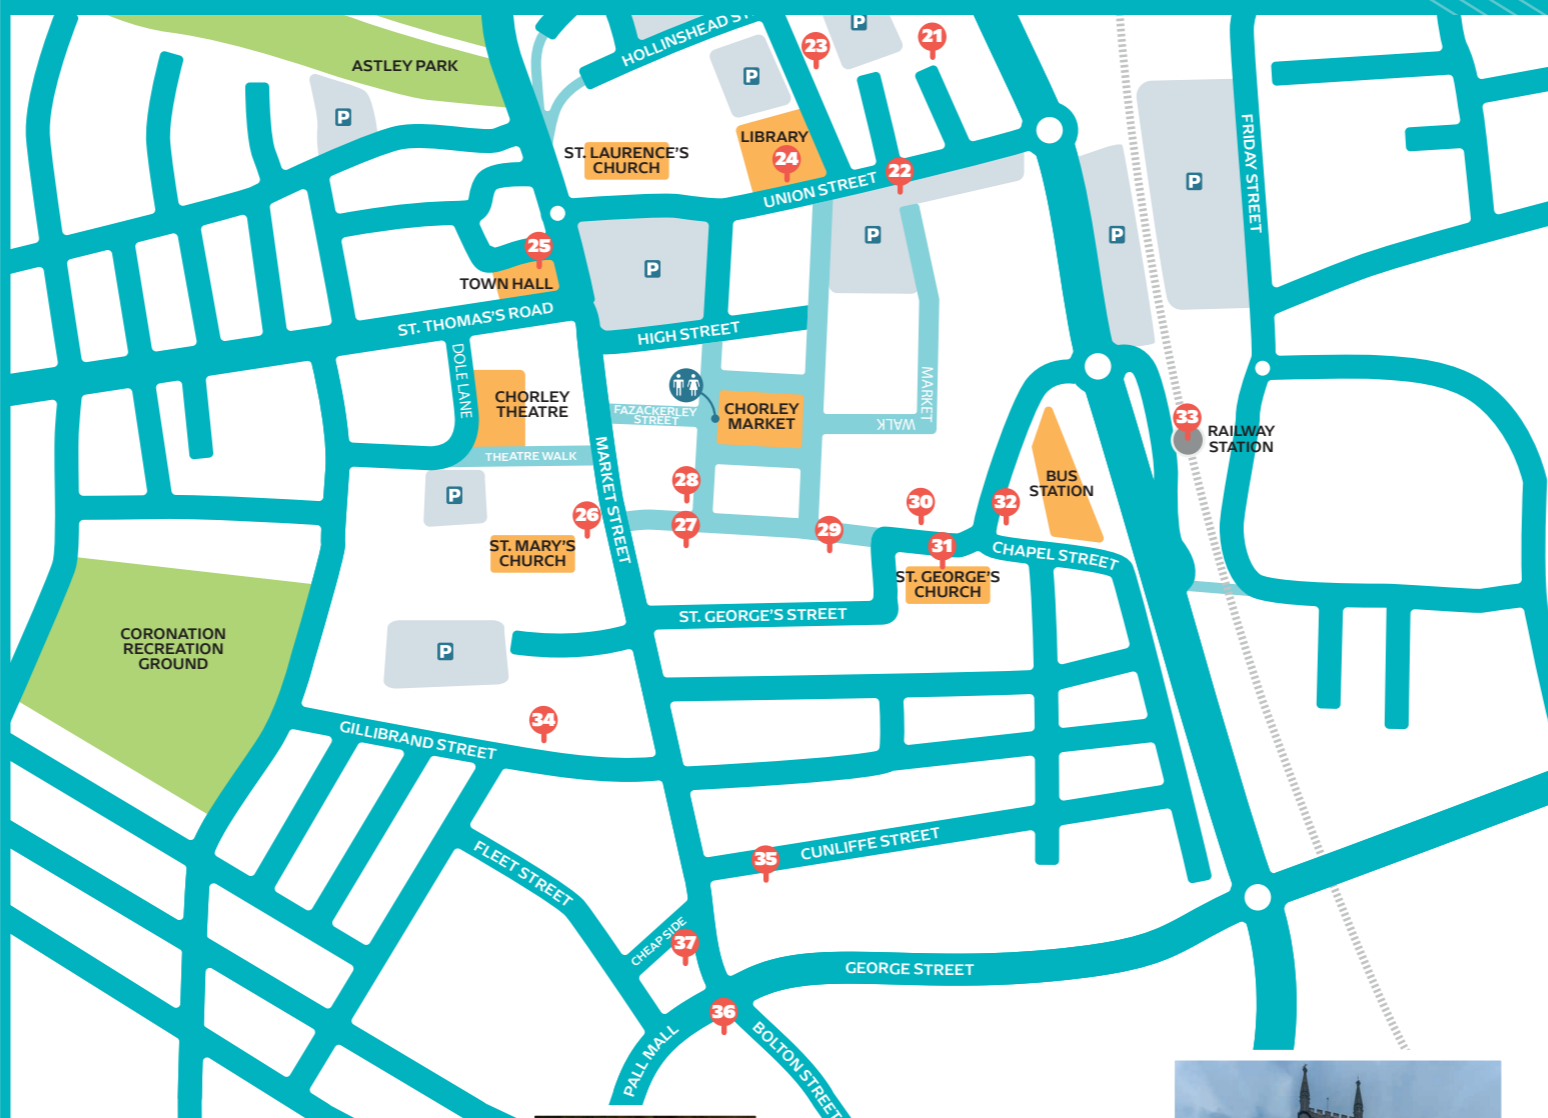 HOLLINSHEAD ST
P
23
21
ASTLEY PARK
P
P
FRIDAY STREET
LIBRARY
24
ST. LAURENCE'S
CHURCH
22
UNION STREET
P
P
P
25
P
TOWN HALL
ST. THOMAS'S ROAD
HIGH STREET
DOLE LANE
CHORLEY
THEATRE
FAZACKERLEY
STREET
CHORLEY
MARKET
MARKET
WALK
33
RAILWAY
STATION
THEATRE WALK
MARKET STREET
28
BUS
STATION
P
26
27
29
30
32
31
ST. MARY'S
CHURCH
CHAPEL STREET
ST. GEORGE'S
CHURCH
ST. GEORGE'S STREET
CORONATION
RECREATION
GROUND
P
34
GILLIBRAND STREET
35
CUNLIFFE STREET
FLEET STREET
CHEAPSIDE
37
GEORGE STREET
36
PALL MALL
BOLTON STREET